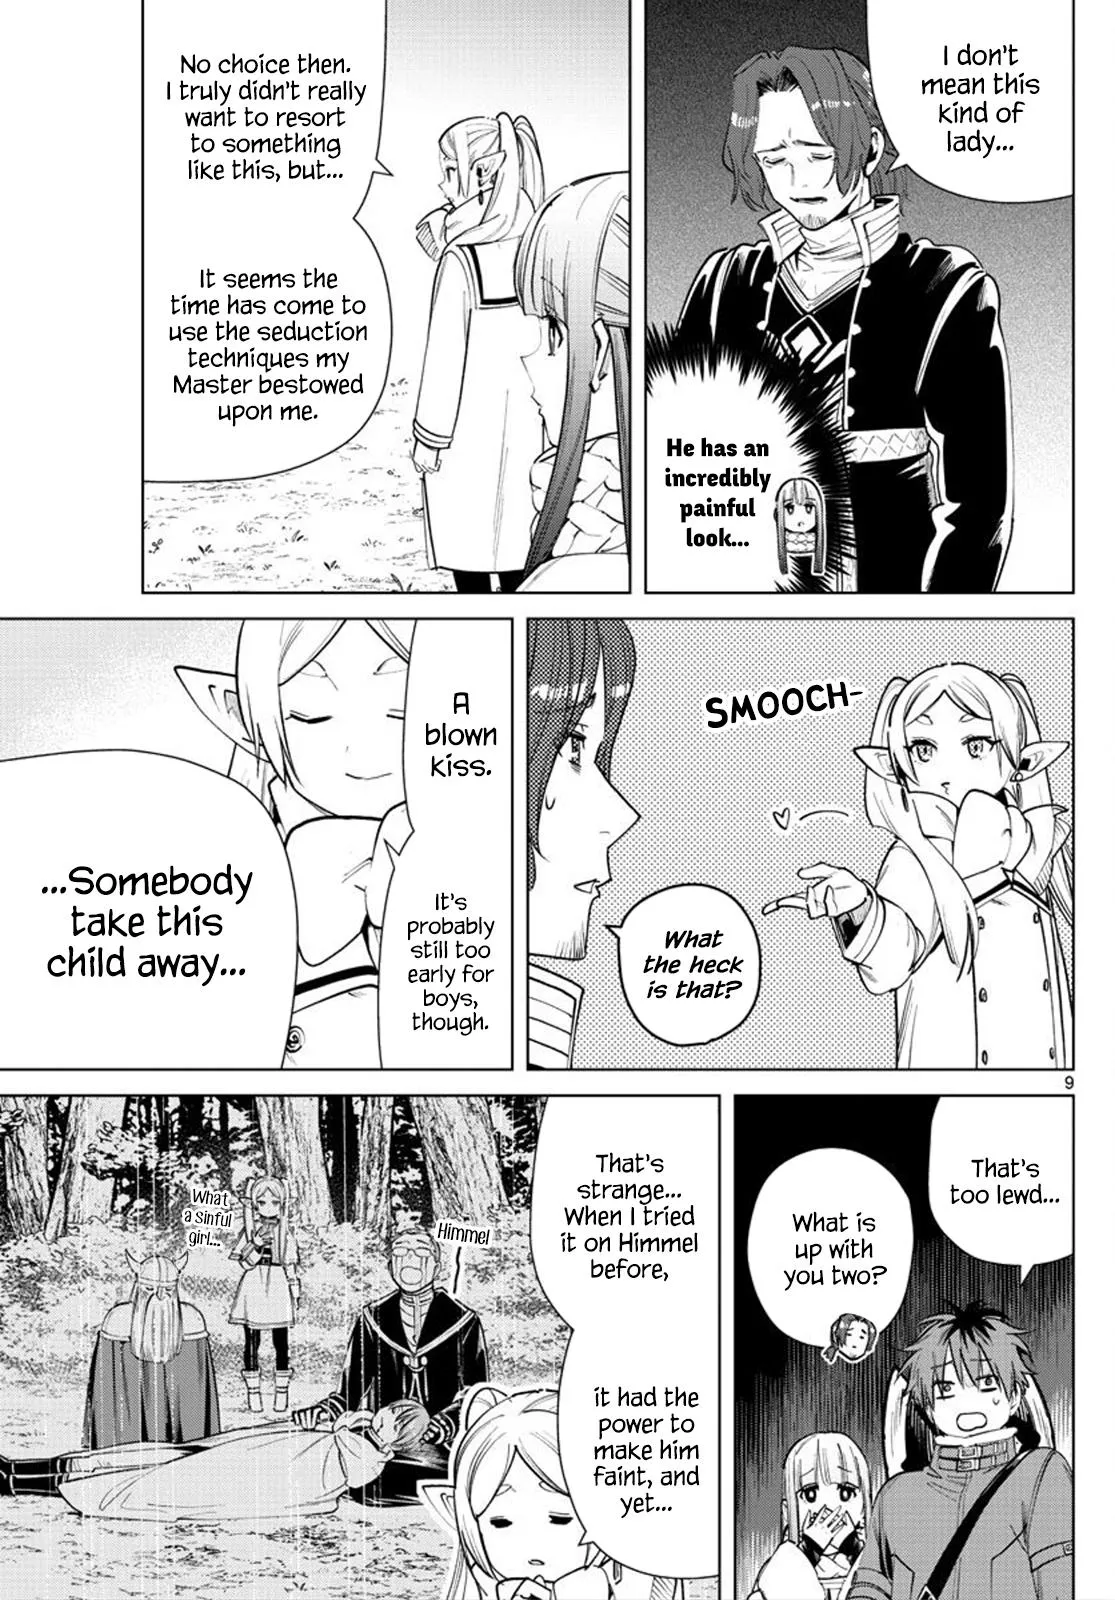 I don't
mean this
kind of
lady...
He has an
incredibly
painful
look...
No choice then.
I truly didn't really
want to resort
to something
like this, but...
It seems the
time has come to
use the seduction
techniques my
Master bestowed
upon me.
SMOOCH-
What
the heck
is that?
A
blown
kiss.
It's
probably
still too
early for
boys,
though.
...Somebody
take this
child away...
9
That's
too lewd...
What is
up with
you two?
That's
strange...
When I tried
it on Himmel
before,
it had the
power to
make him
faint, and
yet...
Himmel
What
a sinful
girl...